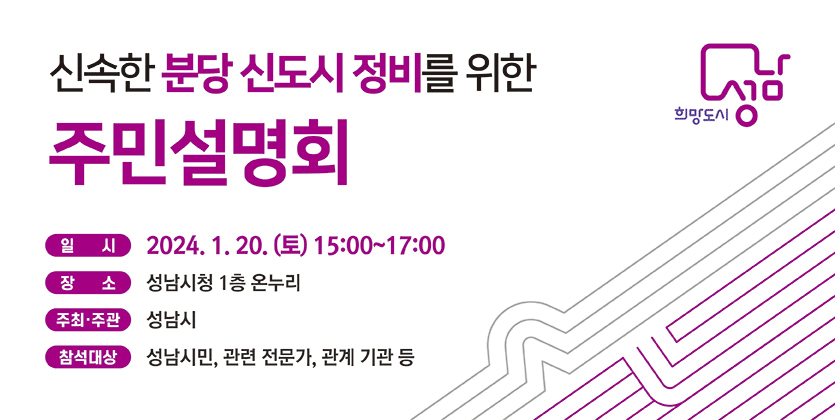 신속한 분당 신도시 정비를 위한
주민설명회
성남
희망도시
일 시 2024. 1. 20. (토) 15:00~17:00
장 소 성남시청 1층 온누리
주최·주관 성남시
참석대상 성남시민, 관련 전문가, 관계 기관 등